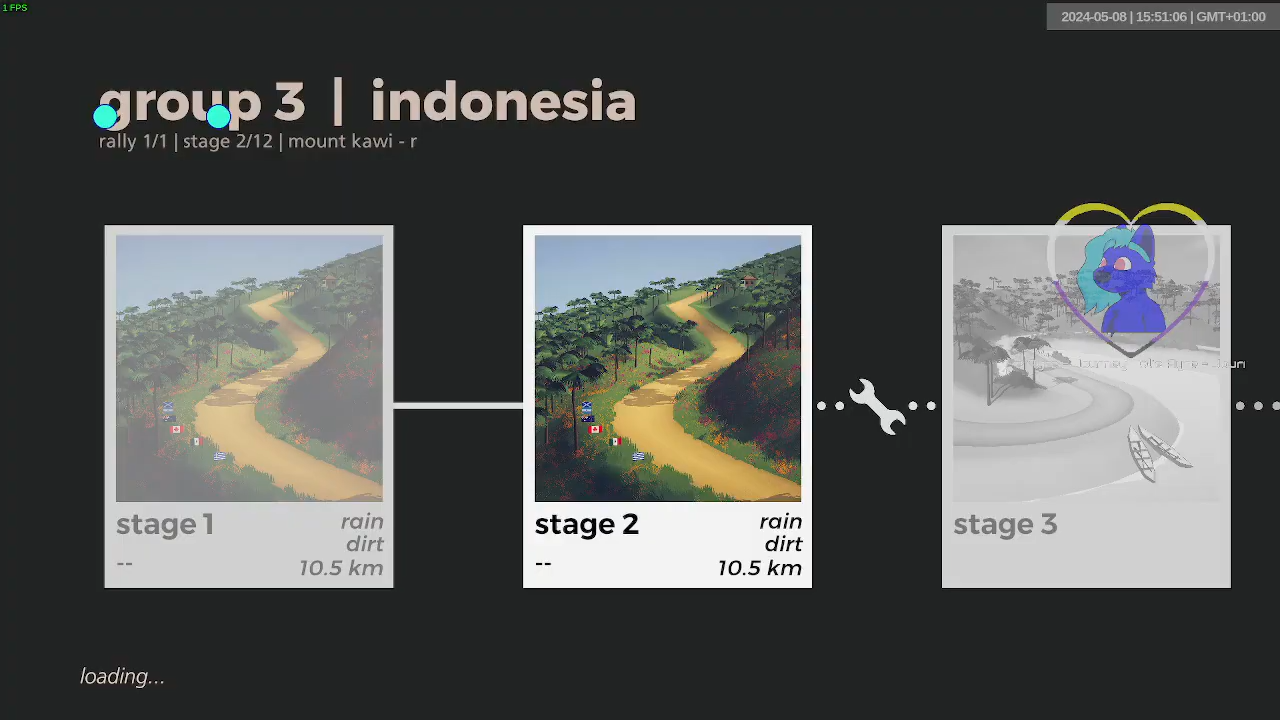 1 FPS
2024-05-08 | 15:51:06 | GMT+01:00
group 3 | indonesia
rally 1/1 | stage 2/12 | mount kawi - r
stage 1
rain
dirt
--
10.5 km
stage 2
rain
dirt
--
10.5 km
stage 3
loading...